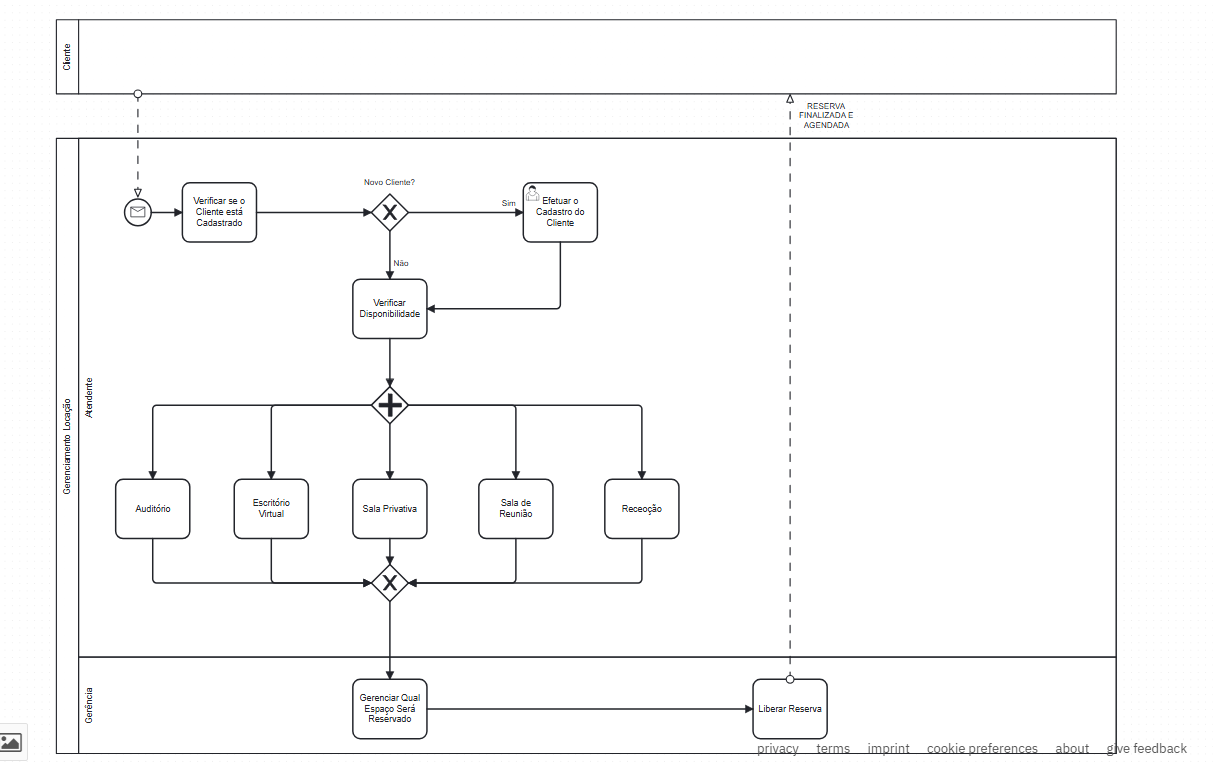 Cliente
RESERVA
FINALIZADA E
AGENDADA
Gerenciamento Locação
Atendente
Verificar se o
Cliente está
Cadastrado
Novo Cliente?
Sim
Efetuar o
Cadastro do
Cliente
Não
Verificar
Disponibilidade
Auditório
Escritório
Virtual
Sala Privativa
Sala de
Reunião
Receoção
Gerência
Gerenciar Qual
Espaço Será
Reservado
Liberar Reserva
privacy terms imprint cookie preferences about give feedback